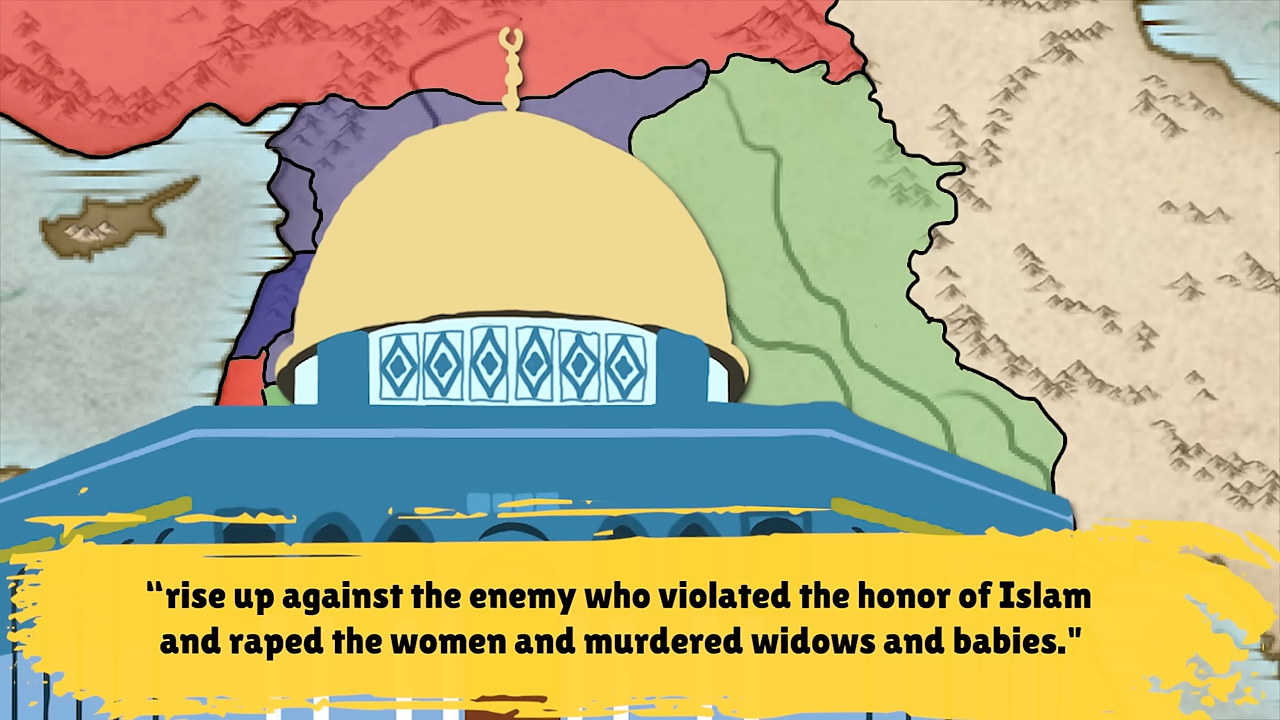 “rise up against the enemy who violated the honor of Islam
and raped the women and murdered widows and babies."